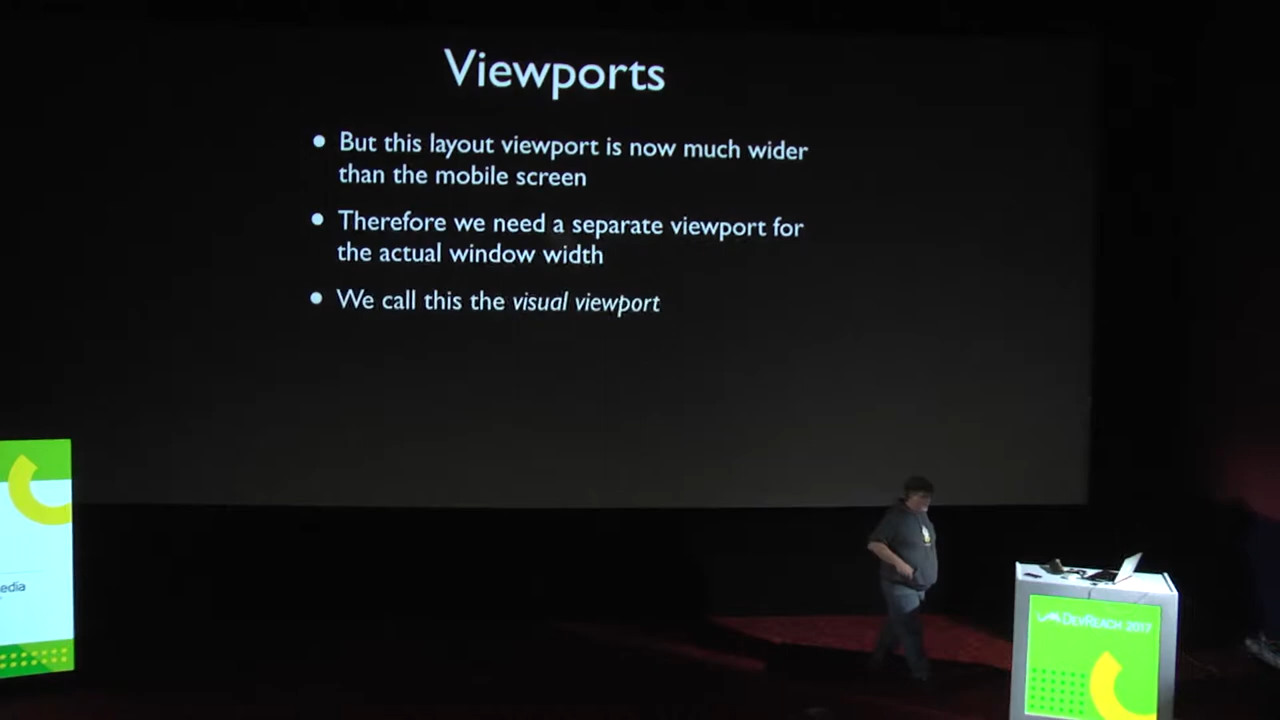 Viewports
• But this layout viewport is now much wider
than the mobile screen
• Therefore we need a separate viewport for
the actual window width
• We call this the visual viewport
edia
DEVREACH 2017